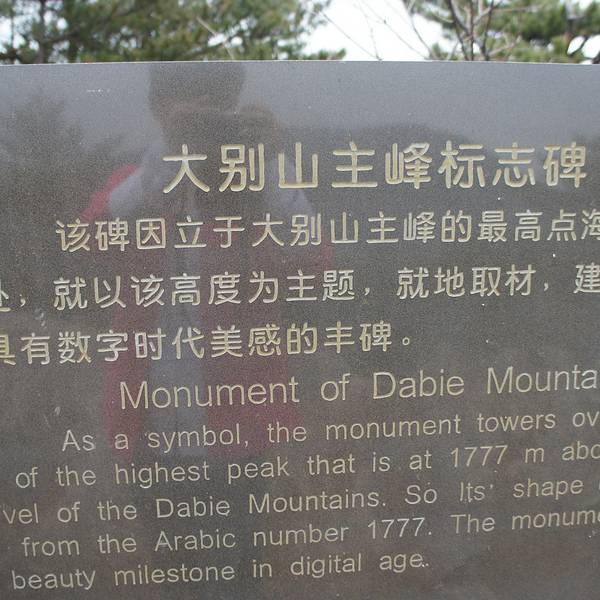 大别山主峰标志碑
该碑因立于大别山主峰的最高点海
处，就以该高度为主题，就地取材，建
具有数字时代美感的丰碑。
Monument of Dabie Mounta
As a symbol, the monument towers ov
of the highest peak that is at 1777 m abo
vel of the Dabie Mountains. So Its' shape
from the Arabic number 1777. The monume
beauty milestone in digital age.